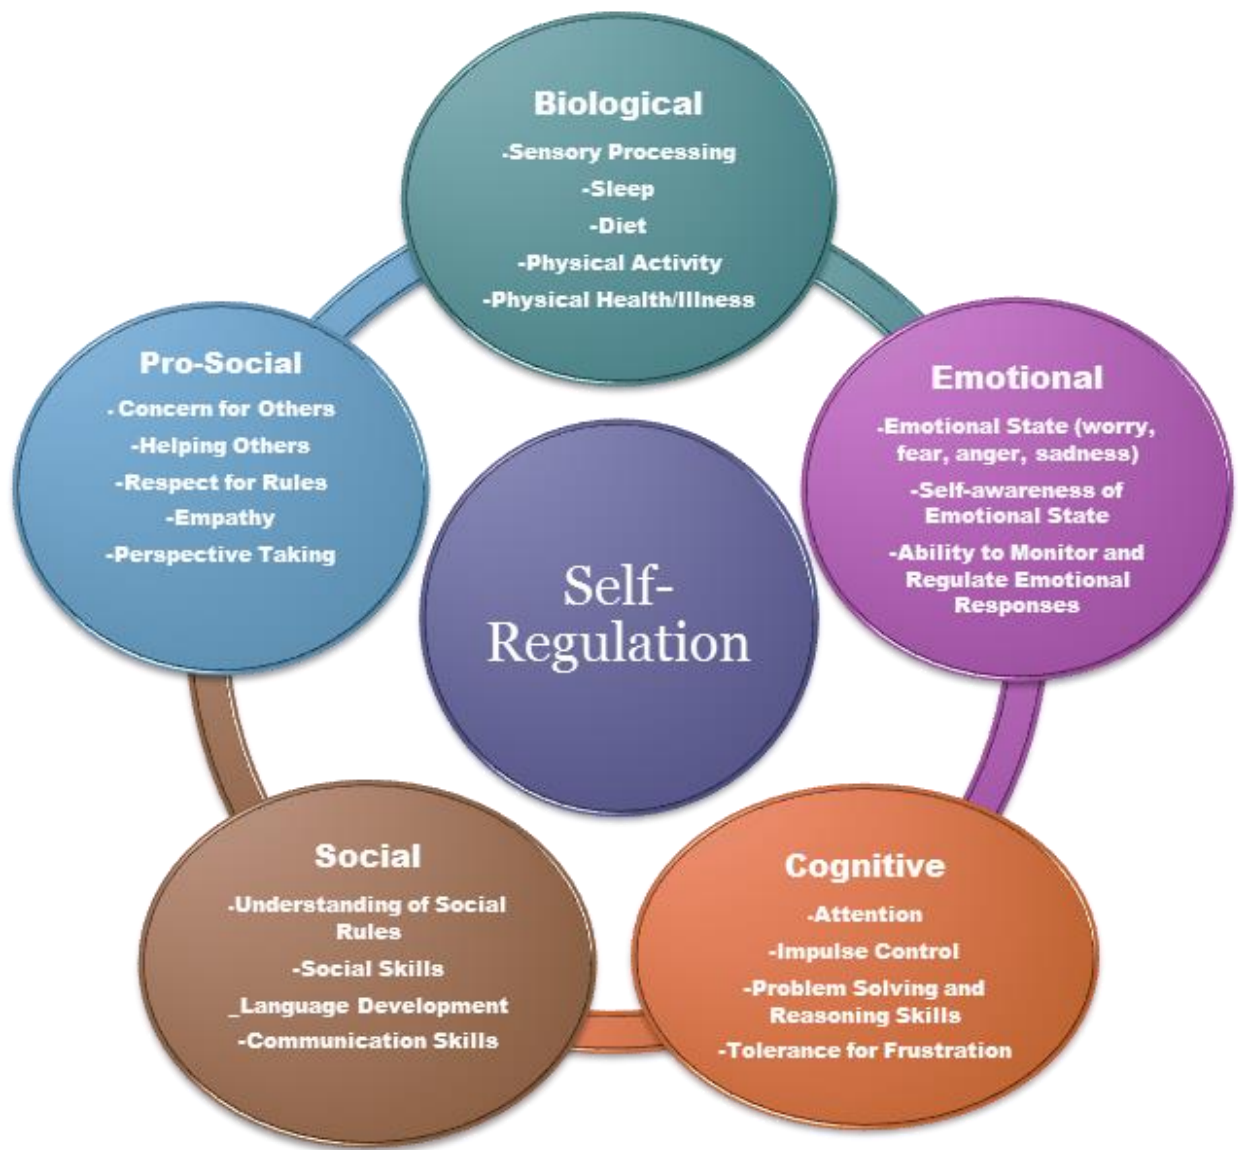 Biological
-Sensory Processing
-Sleep
-Diet
-Physical Activity
-Physical Health/Illness
Emotional
-Emotional State (worry,
fear, anger, sadness)
-Self-awareness of
Emotional State
-Ability to Monitor and
Regulate Emotional
Responses
Cognitive
-Attention
-Impulse Control
-Problem Solving and
Reasoning Skills
-Tolerance for Frustration
Social
-Understanding of Social
Rules
-Social Skills
_Language Development
-Communication Skills
Pro-Social
- Concern for Others
-Helping Others
-Respect for Rules
-Empathy
-Perspective Taking
Self-
Regulation